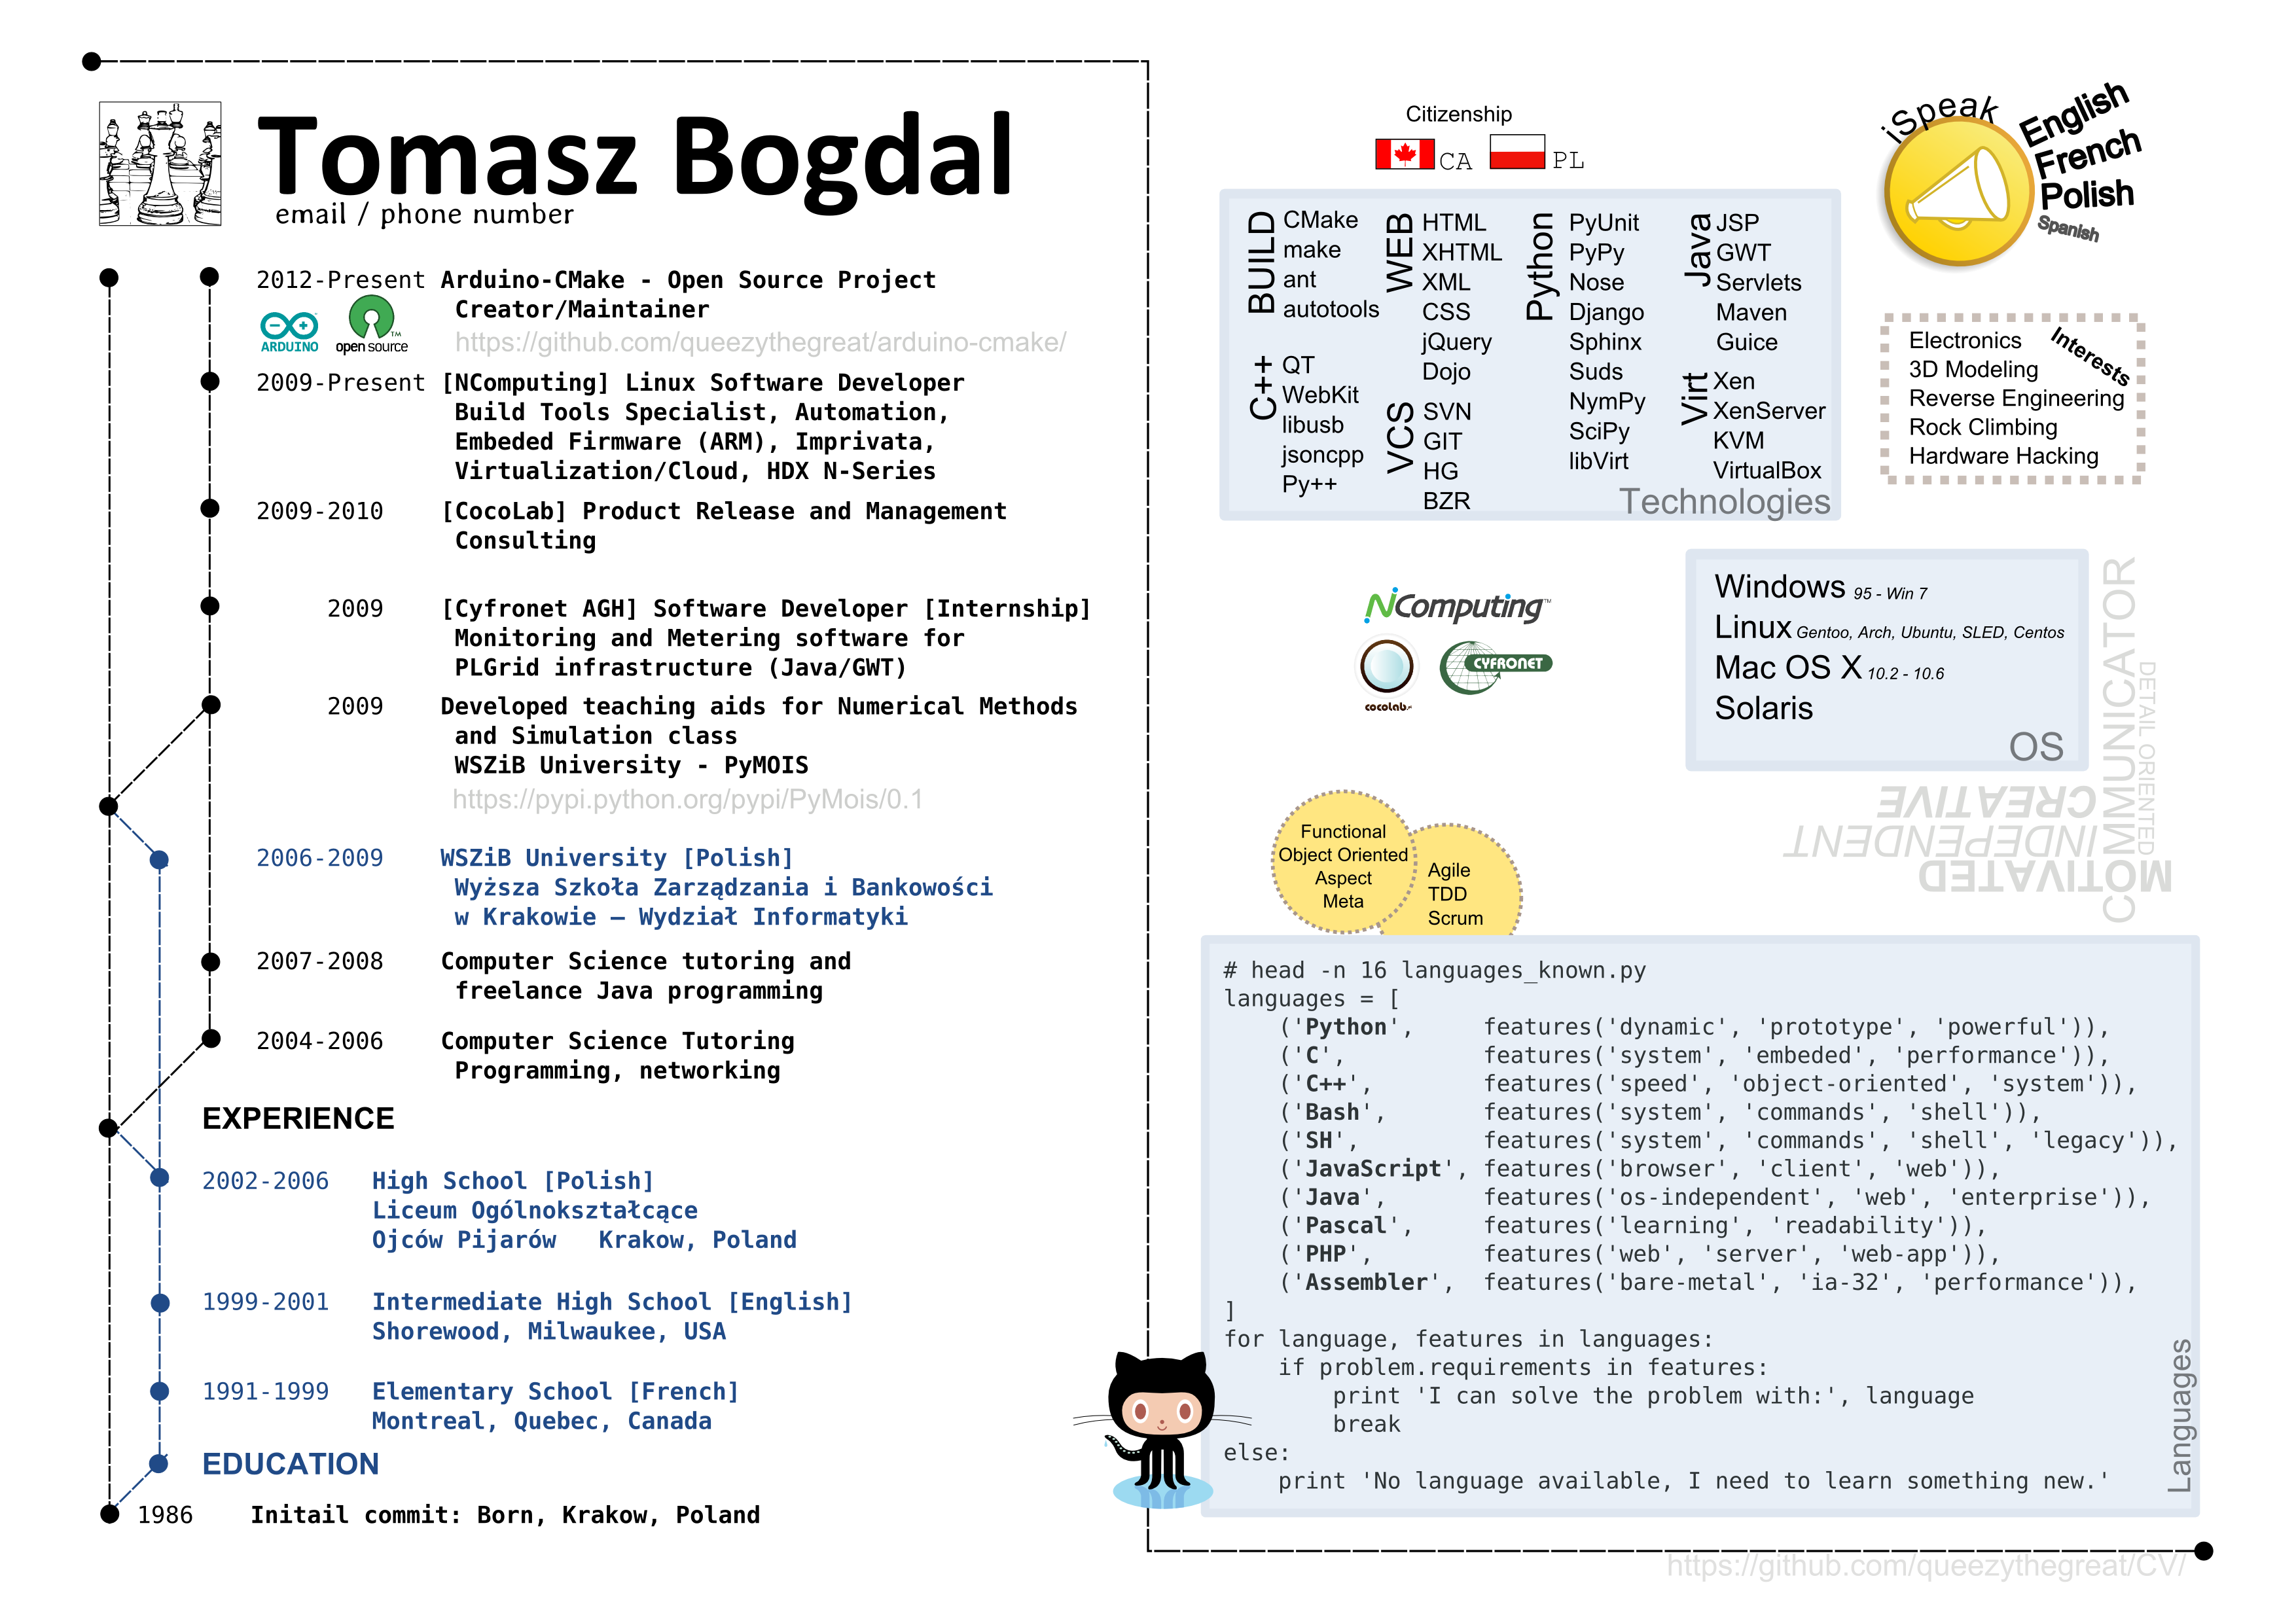 Tomasz Bogdal
email / phone number
2012-Present Arduino-CMake - Open Source Project
Creator/Maintainer
ARDUINO
open source
TM
https://github.com/queezythegreat/arduino-cmake/
2009-Present [NComputing] Linux Software Developer
Build Tools Specialist, Automation,
Embeded Firmware (ARM), Imprivata,
Virtualization/Cloud, HDX N-Series
2009-2010 [CocoLab] Product Release and Management
Consulting
2009 [Cyfronet AGH] Software Developer [Internship]
Monitoring and Metering software for
PLGrid infrastructure (Java/GWT)
2009 Developed teaching aids for Numerical Methods
and Simulation class
WSZiB University - PyMOIS
https://pypi.python.org/pypi/PyMois/0.1
2006-2009 WSZiB University [Polish]
Wyższa Szkoła Zarządzania i Bankowości
w Krakowie – Wydział Informatyki
2007-2008 Computer Science tutoring and
freelance Java programming
2004-2006 Computer Science Tutoring
Programming, networking
EXPERIENCE
2002-2006 High School [Polish]
Liceum Ogólnokształcące
Ojców Pijarów Krakow, Poland
1999-2001 Intermediate High School [English]
Shorewood, Milwaukee, USA
1991-1999 Elementary School [French]
Montreal, Quebec, Canada
EDUCATION
1986 Initail commit: Born, Krakow, Poland
Citizenship
CA PL
BUILD
CMake
make
ant
autotools
C++
QT
WebKit
libusb
jsoncpp
Py++
WEB
HTML
XHTML
XML
CSS
jQuery
Dojo
VCS
SVN
GIT
HG
BZR
Python
PyUnit
PyPy
Nose
Django
Sphinx
Suds
NymPy
SciPy
libVirt
Java
JSP
GWT
Servlets
Maven
Guice
Virt
Xen
XenServer
KVM
VirtualBox
Technologies
iSpeak
English
French
Polish
Spanish
Interests
Electronics
3D Modeling
Reverse Engineering
Rock Climbing
Hardware Hacking
NComputing™
cocolab
CYFRONET
Windows 95 - Win 7
Linux Gentoo, Arch, Ubuntu, SLED, Centos
Mac OS X 10.2 - 10.6
Solaris
OS
COMMUNICATOR
DETAIL ORIENTED
CREATIVE
INDEPENDENT
MOTIVATED
Functional
Object Oriented
Aspect
Meta
Agile
TDD
Scrum
# head -n 16 languages_known.py
languages = [
('Python', features('dynamic', 'prototype', 'powerful')),
('C', features('system', 'embeded', 'performance')),
('C++', features('speed', 'object-oriented', 'system')),
('Bash', features('system', 'commands', 'shell')),
('SH', features('system', 'commands', 'shell', 'legacy')),
('JavaScript', features('browser', 'client', 'web')),
('Java', features('os-independent', 'web', 'enterprise')),
('Pascal', features('learning', 'readability')),
('PHP', features('web', 'server', 'web-app')),
('Assembler', features('bare-metal', 'ia-32', 'performance')),
]
for language, features in languages:
if problem.requirements in features:
print 'I can solve the problem with:', language
break
else:
print 'No language available, I need to learn something new.'
Languages
https://github.com/queezythegreat/CV/